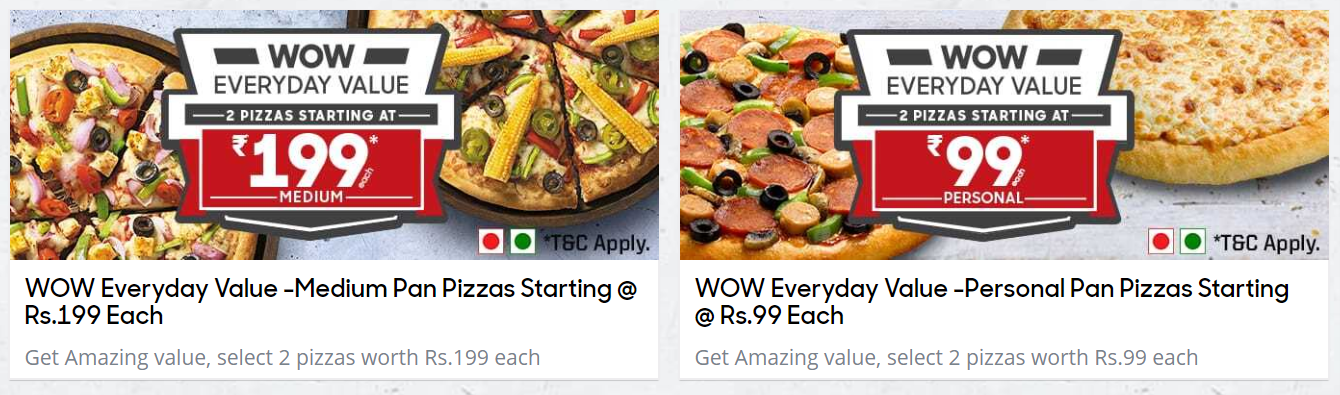 WOW
EVERYDAY VALUE
2 PIZZAS STARTING AT
₹199* each
MEDIUM
*T&C Apply.
WOW Everyday Value -Medium Pan Pizzas Starting @
Rs.199 Each
Get Amazing value, select 2 pizzas worth Rs.199 each
WOW
EVERYDAY VALUE
2 PIZZAS STARTING AT
₹99* each
PERSONAL
*T&C Apply.
WOW Everyday Value -Personal Pan Pizzas Starting
@ Rs.99 Each
Get Amazing value, select 2 pizzas worth Rs.99 each